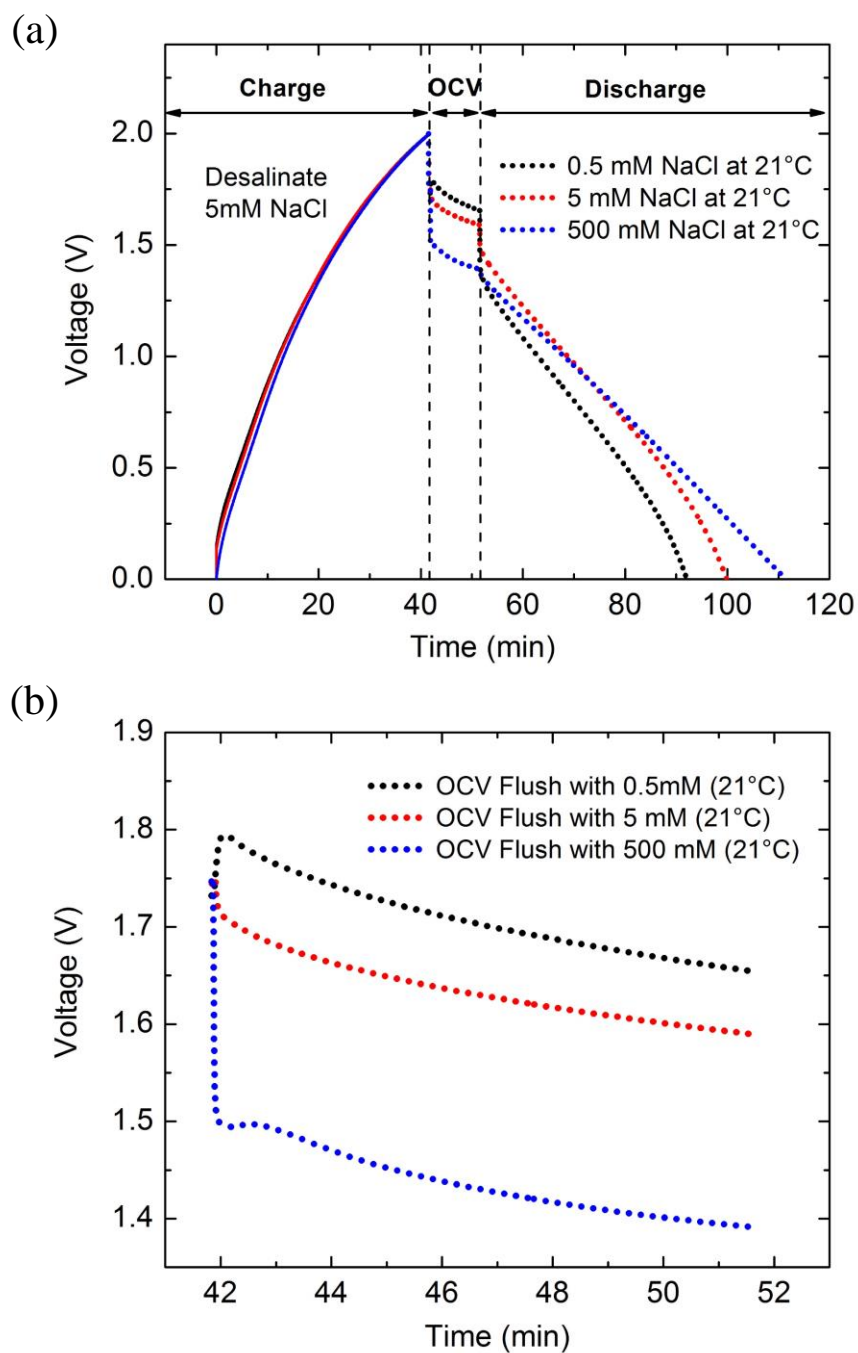 (a)
Charge OCV Discharge
Desalinate
5mM NaCl
0.5 mM NaCl at 21°C
5 mM NaCl at 21°C
500 mM NaCl at 21°C
Voltage (V)
2.0
1.5
1.0
0.5
0.0
0 20 40 60 80 100 120
Time (min)
(b)
OCV Flush with 0.5mM (21°C)
OCV Flush with 5 mM (21°C)
OCV Flush with 500 mM (21°C)
Voltage (V)
1.9
1.8
1.7
1.6
1.5
1.4
42 44 46 48 50 52
Time (min)